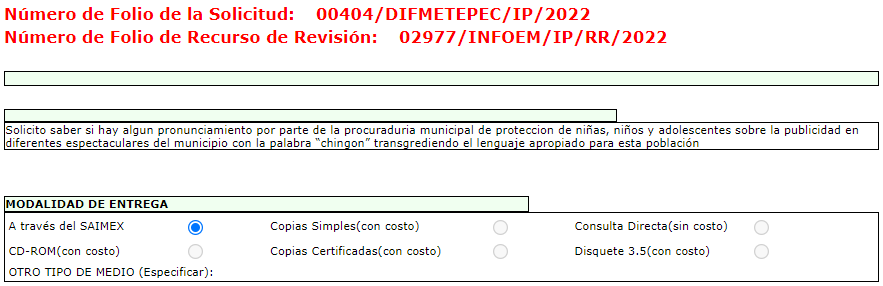 Número de Folio de la Solicitud: 00404/DIFMETEPEC/IP/2022
Número de Folio de Recurso de Revisión: 02977/INFOEM/IP/RR/2022
Solicito saber si hay algun pronunciamiento por parte de la procuraduria municipal de proteccion de niñas, niños y adolescentes sobre la publicidad en
diferentes espectaculares del municipio con la palabra “chingon” transgrediendo el lenguaje apropiado para esta población
MODALIDAD DE ENTREGA
A través del SAIMEX Copias Simples(con costo) Consulta Directa(sin costo)
CD-ROM(con costo) Copias Certificadas(con costo) Disquete 3.5(con costo)
OTRO TIPO DE MEDIO (Especificar):